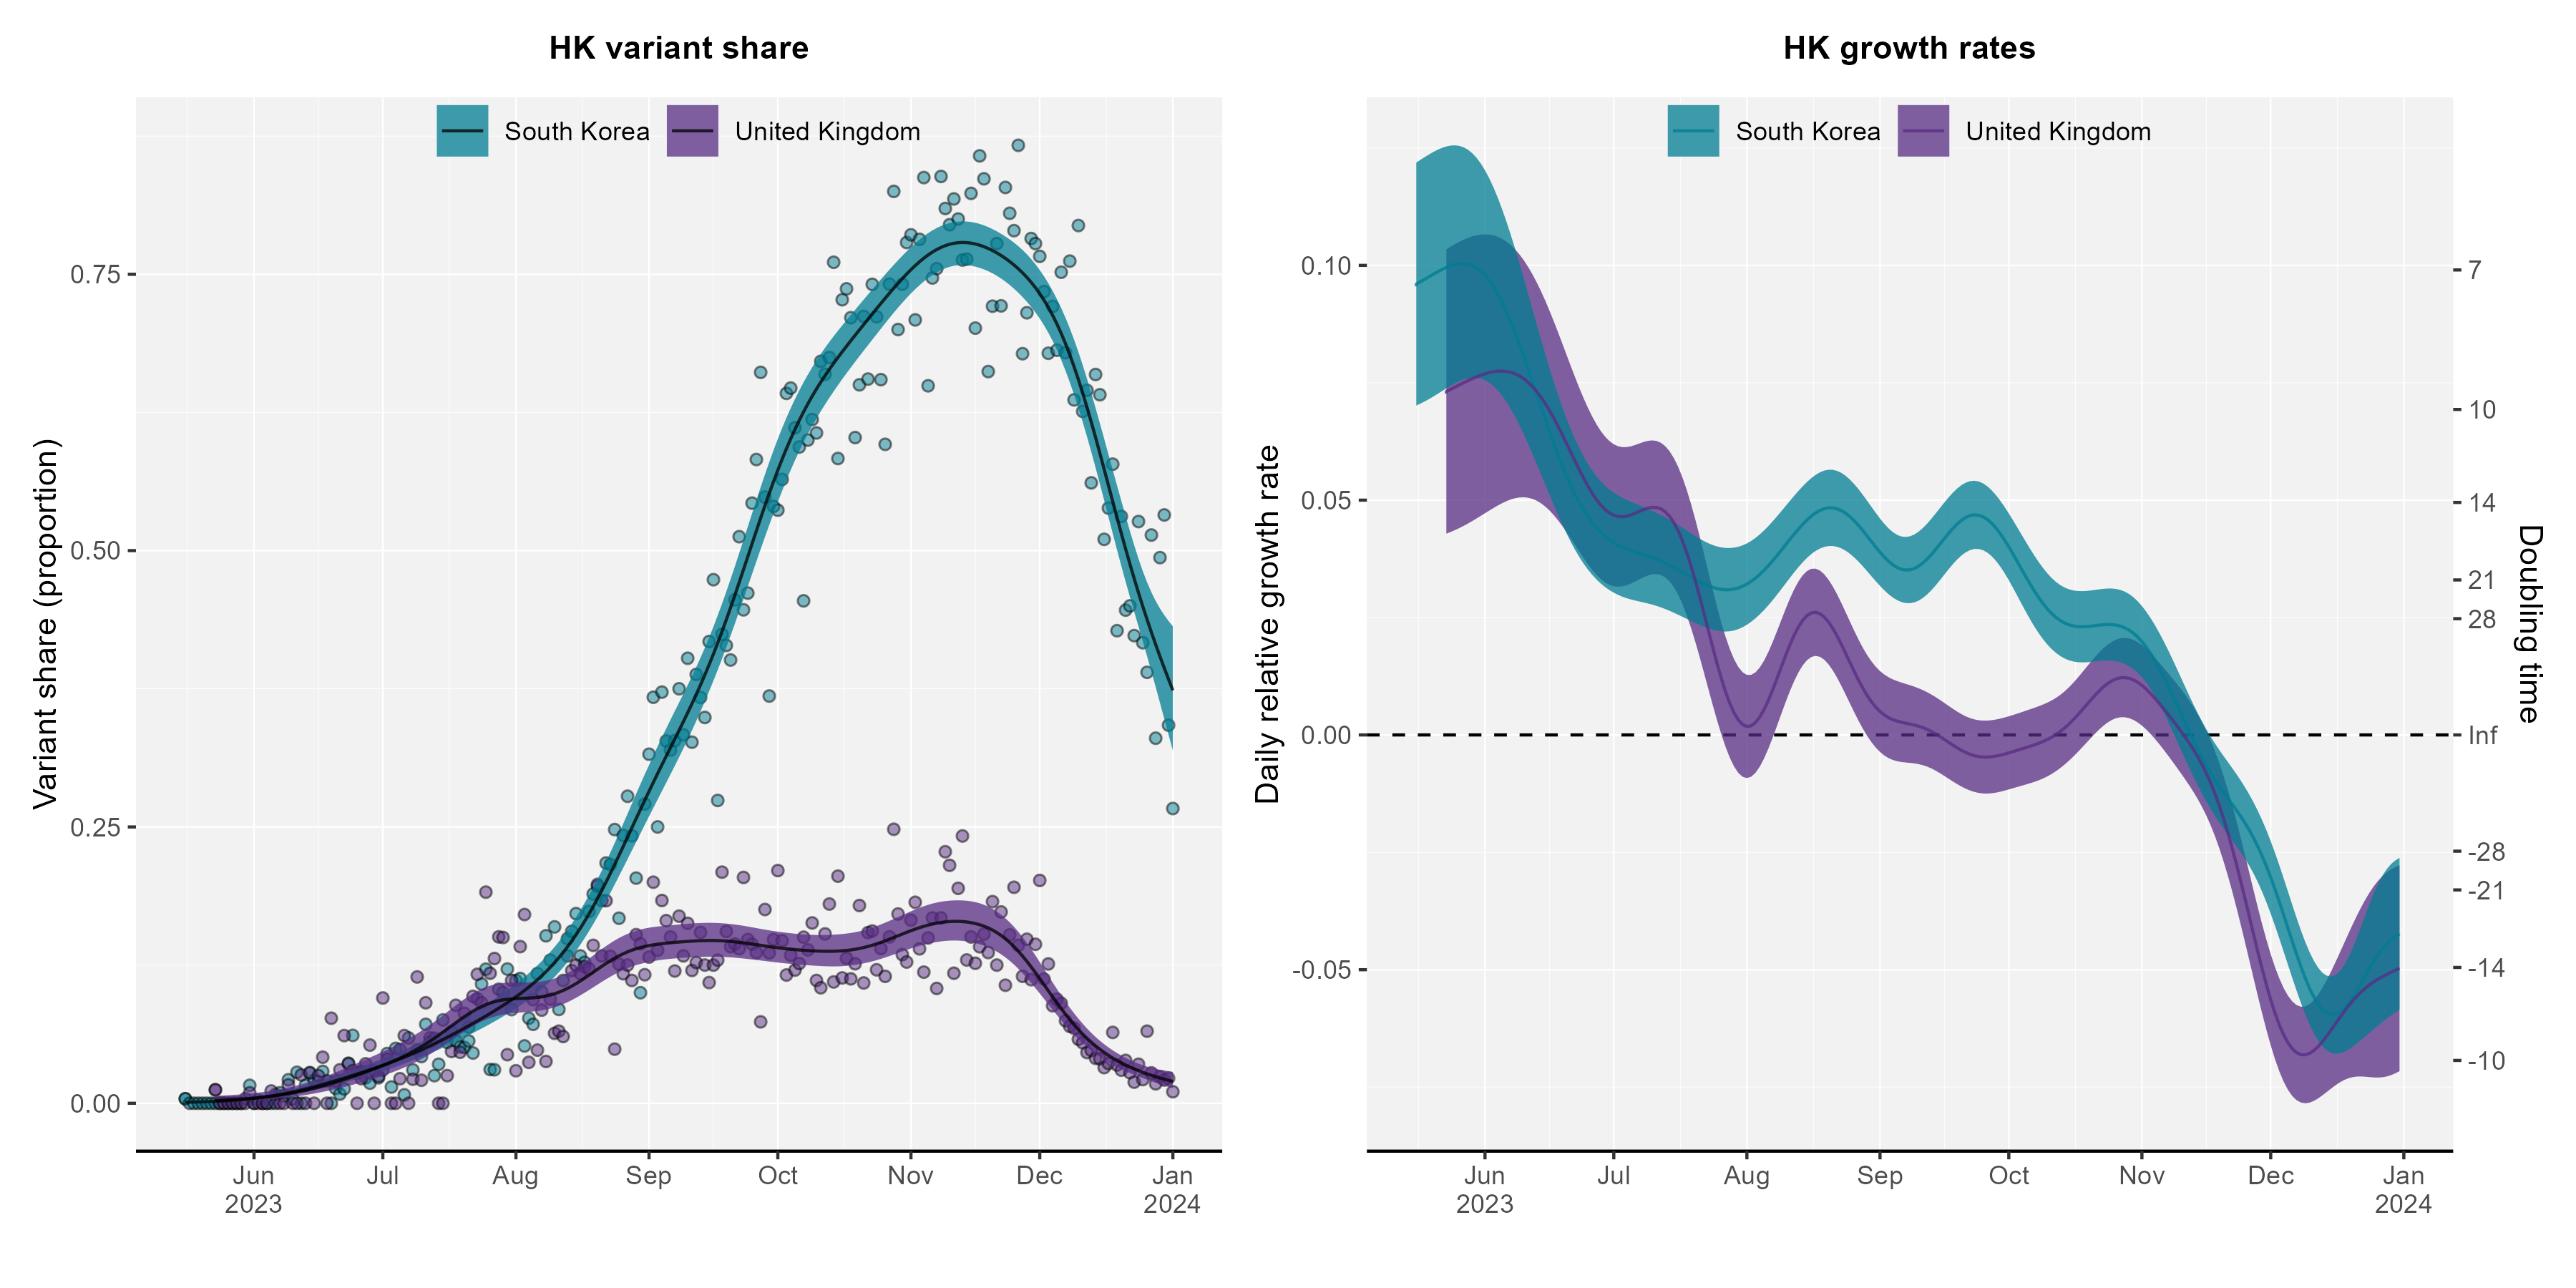 HK variant share
South Korea
United Kingdom
Variant share (proportion)
0.75
0.50
0.25
0.00
Jun
2023
Jul
Aug
Sep
Oct
Nov
Dec
Jan
2024
HK growth rates
South Korea
United Kingdom
Daily relative growth rate
0.10
0.05
0.00
-0.05
7
10
14
21
28
Inf
-28
-21
-14
-10
Doubling time
Jun
2023
Jul
Aug
Sep
Oct
Nov
Dec
Jan
2024